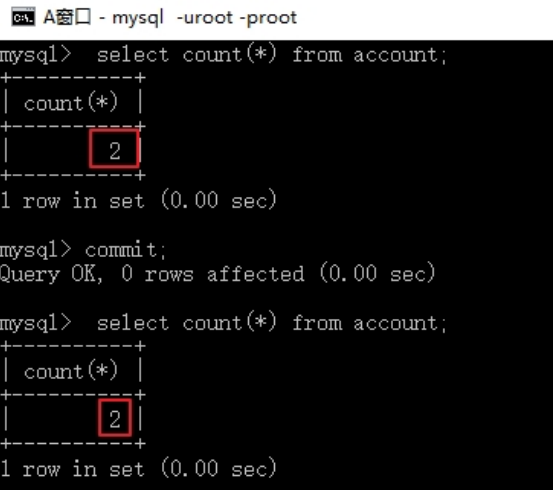 A窗口 - mysql -uroot -proot
mysql> select count(*) from account;
+----------+
| count(*) |
+----------+
| 2 |
+----------+
1 row in set (0.00 sec)
mysql> commit;
Query OK, 0 rows affected (0.00 sec)
mysql> select count(*) from account;
+----------+
| count(*) |
+----------+
| 2 |
+----------+
1 row in set (0.00 sec)